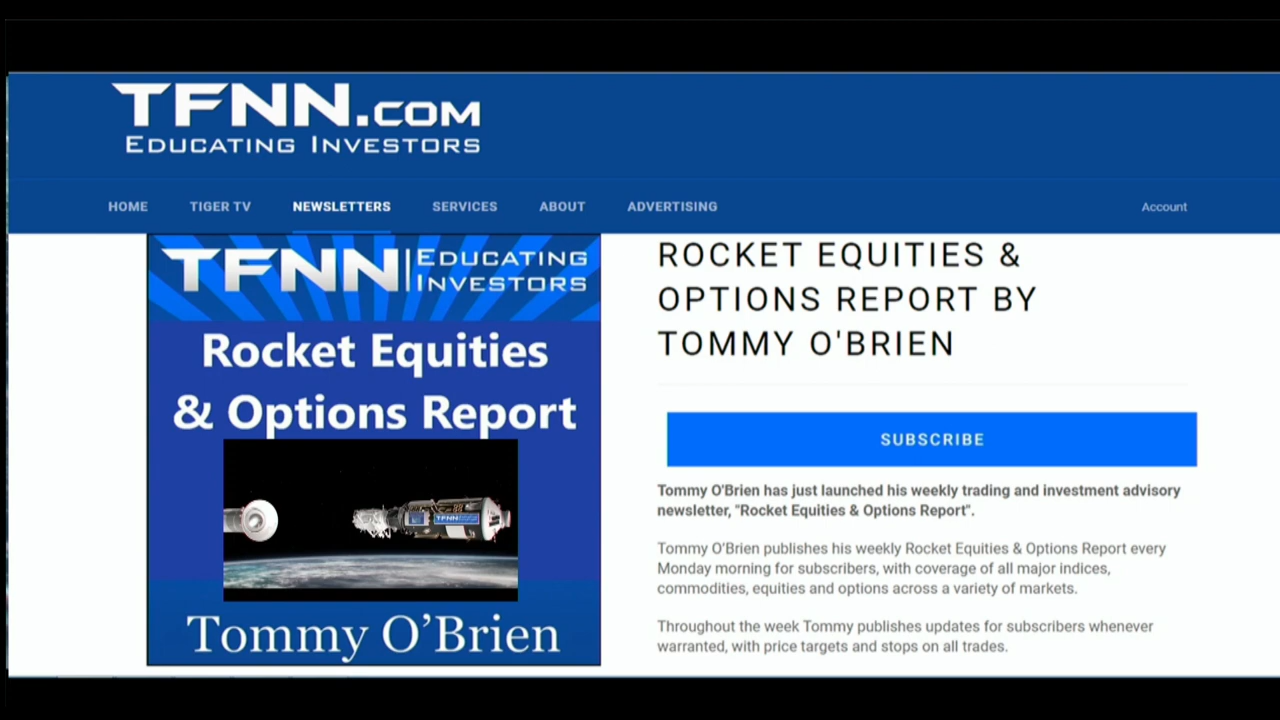 TFNN.COM
EDUCATING INVESTORS
HOME TIGER TV NEWSLETTERS SERVICES ABOUT ADVERTISING Account
TFNN EDUCATING
INVESTORS
Rocket Equities
& Options Report
TFNN
Tommy O’Brien
ROCKET EQUITIES &
OPTIONS REPORT BY
TOMMY O'BRIEN
SUBSCRIBE
Tommy O'Brien has just launched his weekly trading and investment advisory
newsletter, "Rocket Equities & Options Report".
Tommy O’Brien publishes his weekly Rocket Equities & Options Report every
Monday morning for subscribers, with coverage of all major indices,
commodities, equities and options across a variety of markets.
Throughout the week Tommy publishes updates for subscribers whenever
warranted, with price targets and stops on all trades.